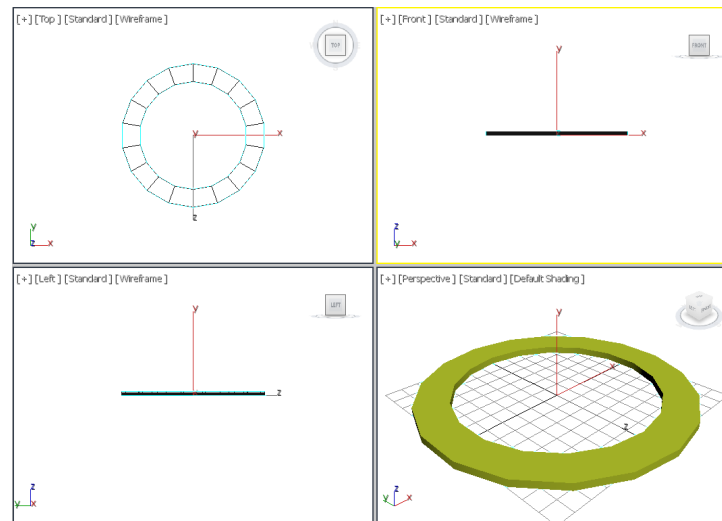 [+] [Top] [Standard] [Wireframe]
TOP
y
x
z
y
z
x
[+] [Front] [Standard] [Wireframe]
FRONT
y
x
z
y
x
[+] [Left] [Standard] [Wireframe]
LEFT
y
z
z
y
x
[+] [Perspective] [Standard] [Default Shading]
y
x
z
z
y
x